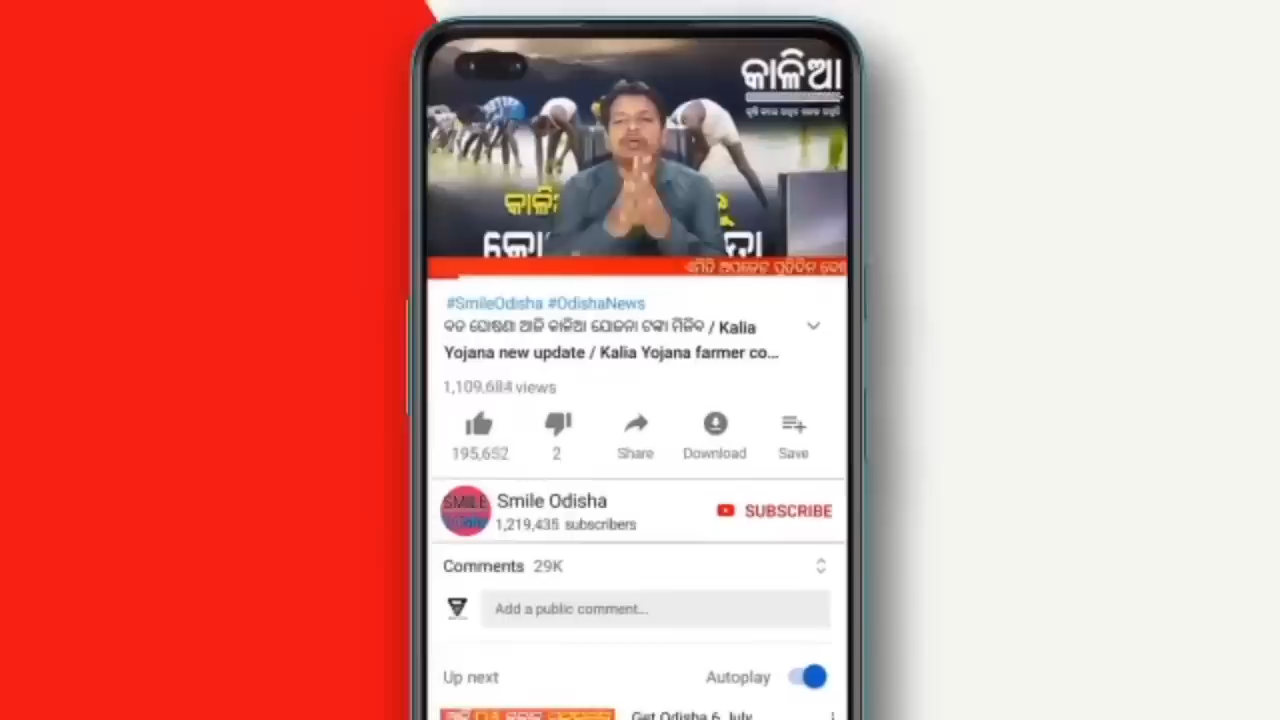 କାଳିଆ
#SmileOdisha #OdishaNews
ବଡ ଘୋଷଣା ଆଜି କାଳିଆ ଯୋଜନା ଟଙ୍କା ମିଳିବ / Kalia
Yojana new update / Kalia Yojana farmer co...
1,109,684 views
195,652
2
Share
Download
Save
SMILE
Smile Odisha
1,219,435 subscribers
SUBSCRIBE
Comments 29K
Add a public comment...
Up next
Autoplay
Get Odisha 6 July